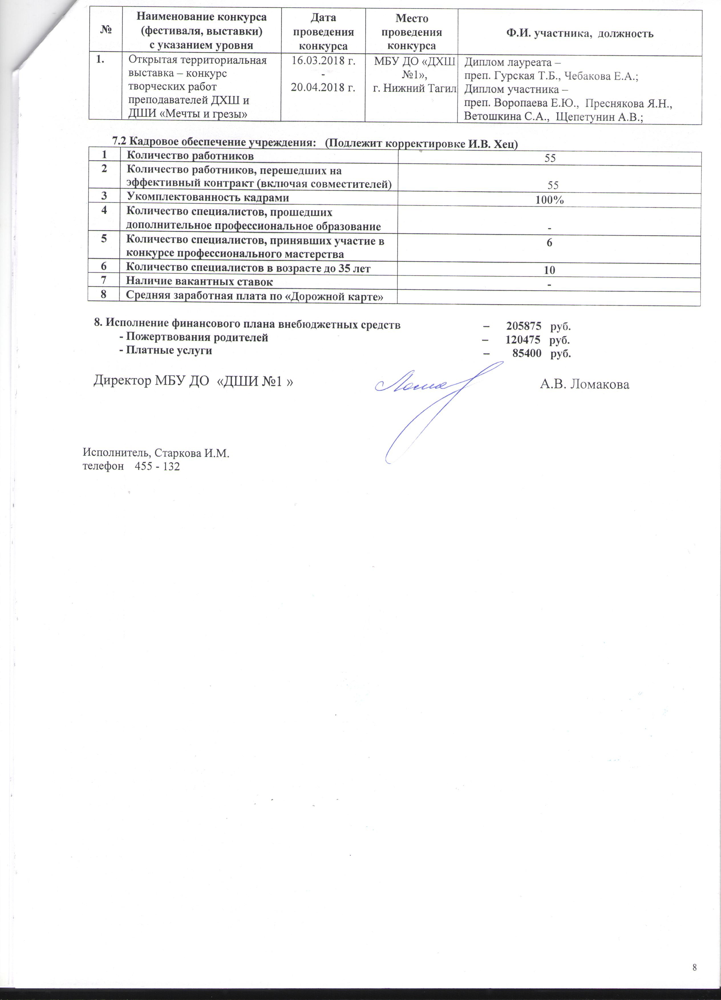 №
Наименование конкурса
(фестиваля, выставки)
с указанием уровня
Дата
проведения
конкурса
Место
проведения
конкурса
Ф.И. участника, должность
1.
Открытая территориальная
выставка – конкурс
творческих работ
преподавателей ДХШ и
ДШИ «Мечты и грезы»
16.03.2018 г.
-
20.04.2018 г.
МБУ ДО «ДХШ
№1»,
г. Нижний Тагил
Диплом лауреата –
преп. Гурская Т.Б., Чебакова Е.А.;
Диплом участника –
преп. Воропаева Е.Ю., Преснякова Я.Н.,
Ветошкина С.А., Щепетунин А.В.;
7.2 Кадровое обеспечение учреждения: (Подлежит корректировке И.В. Хец)
1 Количество работников 55
2 Количество работников, перешедших на
эффективный контракт (включая совместителей) 55
3 Укомплектованность кадрами 100%
4 Количество специалистов, прошедших
дополнительное профессиональное образование -
5 Количество специалистов, принявших участие в 6
конкурсе профессионального мастерства
6 Количество специалистов в возрасте до 35 лет 10
7 Наличие вакантных ставок -
8 Средняя заработная плата по «Дорожной карте»
8. Исполнение финансового плана внебюджетных средств – 205875 руб.
- Пожертвования родителей – 120475 руб.
- Платные услуги – 85400 руб.
Директор МБУ ДО «ДШИ №1 » А.В. Ломакова
Исполнитель, Старкова И.М.
телефон 455 - 132
8